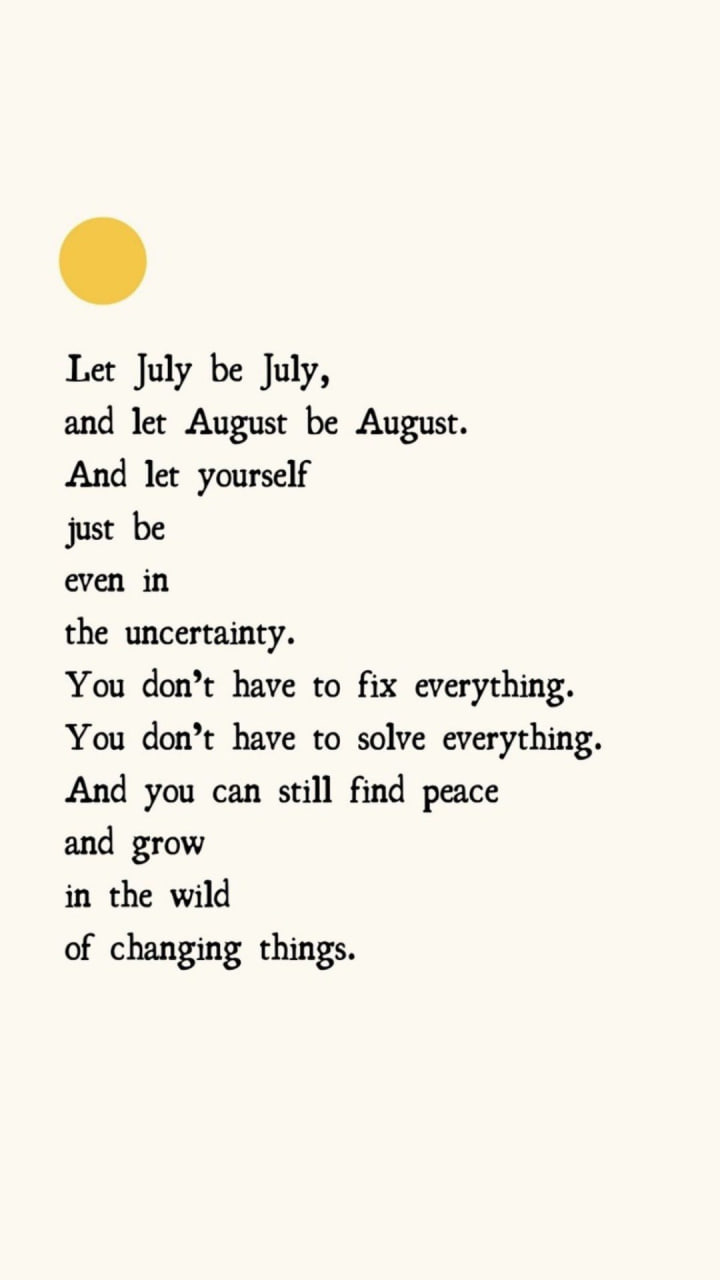 Let July be July,
and let August be August.
And let yourself
just be
even in
the uncertainty.
You don’t have to fix everything.
You don’t have to solve everything.
And you can still find peace
and grow
in the wild
of changing things.